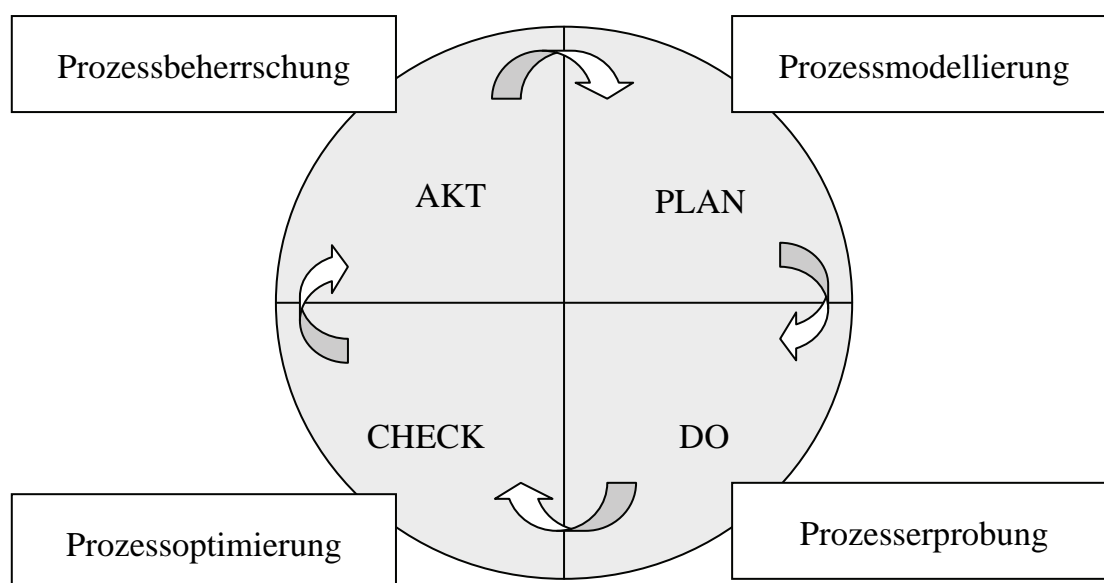 Prozessbeherrschung
Prozessmodellierung
AKT
PLAN
CHECK
DO
Prozessoptimierung
Prozesserprobung